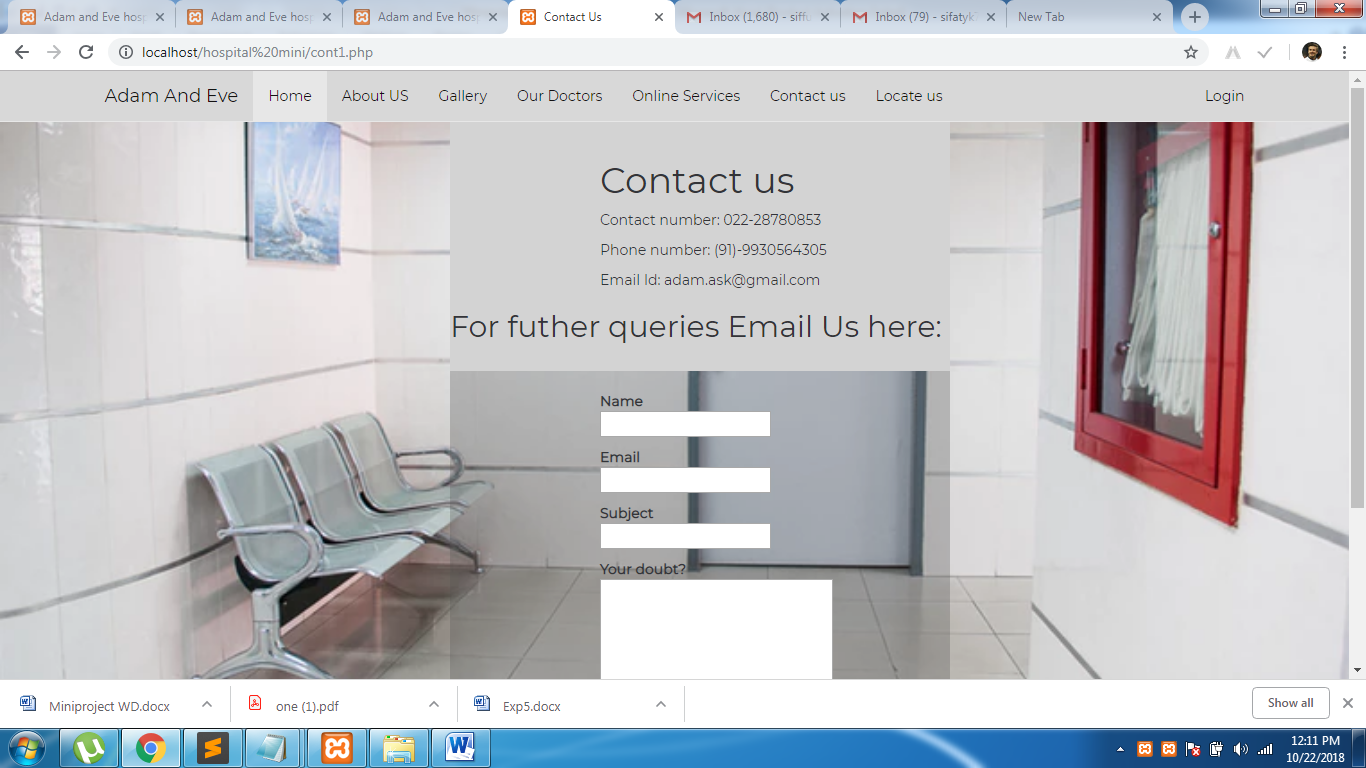 Adam and Eve hosp
Adam and Eve hosp
Adam and Eve hosp
Contact Us
Inbox (1,680) - siffu
Inbox (79) - sifatyk
New Tab
localhost/hospital%20mini/cont1.php
Adam And Eve
Home
About US
Gallery
Our Doctors
Online Services
Contact us
Locate us
Login
Contact us
Contact number: 022-28780853
Phone number: (91)-9930564305
Email Id: adam.ask@gmail.com
For futher queries Email Us here:
Name
Email
Subject
Your doubt?
Miniproject WD.docx
one (1).pdf
Exp5.docx
Show all
12:11 PM
10/22/2018